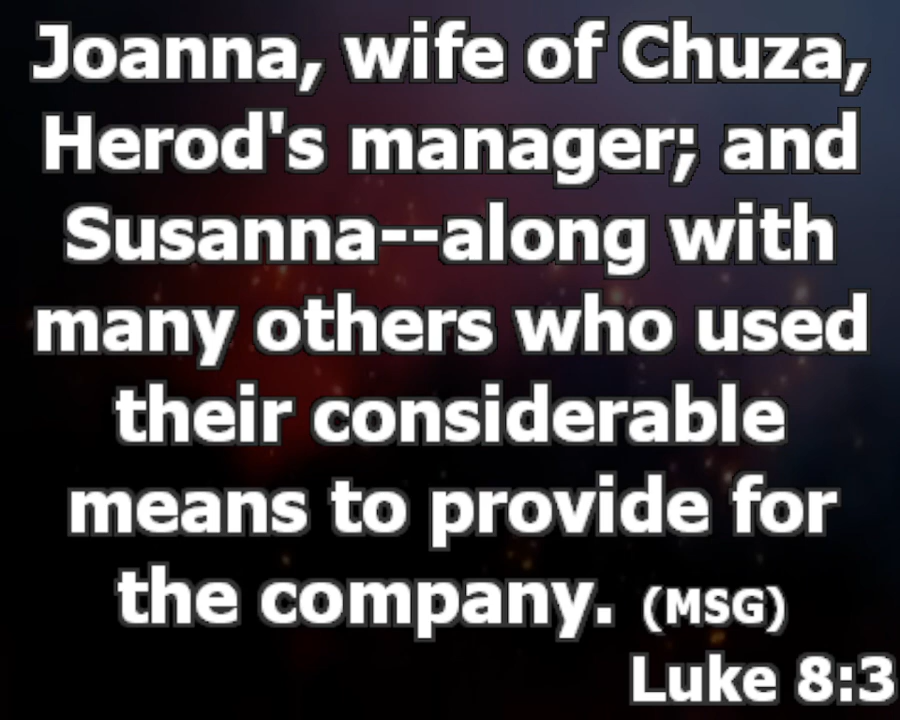 Joanna, wife of Chuza,
Herod's manager; and
Susanna--along with
many others who used
their considerable
means to provide for
the company. (MSG)
Luke 8:3